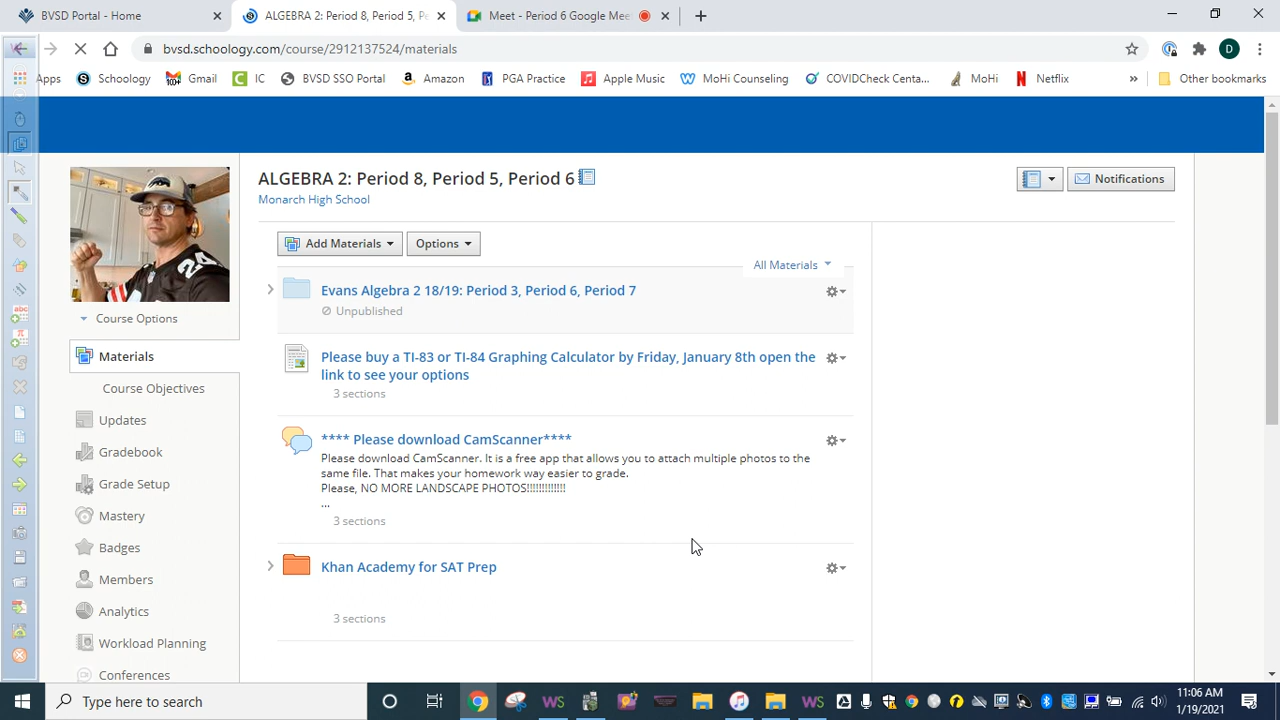 BVSD Portal - Home
ALGEBRA 2: Period 8, Period 5, P
Meet - Period 6 Google Mee
bvsd.schoology.com/course/2912137524/materials
D
Apps
Schoology
Gmail
IC
BVSD SSO Portal
Amazon
PGA Practice
Apple Music
MoHi Counseling
COVIDCheck Centa...
MoHi
Netflix
»
Other bookmarks
ALGEBRA 2: Period 8, Period 5, Period 6
Monarch High School
Notifications
Add Materials
Options
All Materials
Evans Algebra 2 18/19: Period 3, Period 6, Period 7
Unpublished
Course Options
Materials
Please buy a TI-83 or TI-84 Graphing Calculator by Friday, January 8th open the
link to see your options
3 sections
Course Objectives
Updates
Gradebook
Grade Setup
Mastery
Badges
Members
Analytics
Workload Planning
Conferences
**** Please download CamScanner****
Please download CamScanner. It is a free app that allows you to attach multiple photos to the
same file. That makes your homework way easier to grade.
Please, NO MORE LANDSCAPE PHOTOS!!!!!!!!!!!!!
...
3 sections
Khan Academy for SAT Prep
3 sections
Type here to search
11:06 AM
1/19/2021